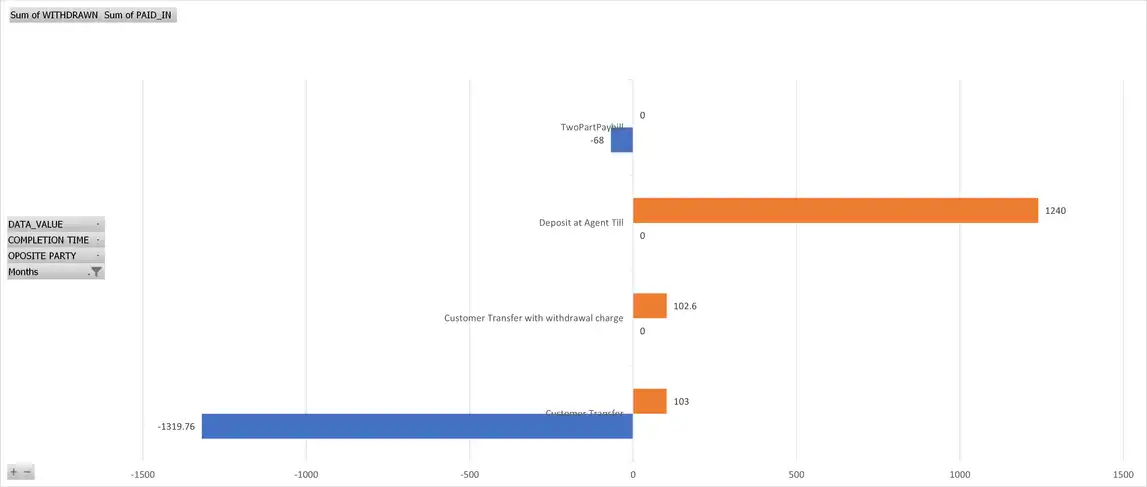 Sum of WITHDRAWN Sum of PAID_IN
0
TwoPartPaybill
-68
1240
DATA_VALUE
Deposit at Agent Till
0
COMPLETION TIME
OPOSITE PARTY
Months
102.6
Customer Transfer with withdrawal charge
0
103
Customer Transfer
-1319.76
+ −
-1500 -1000 -500 0 500 1000 1500